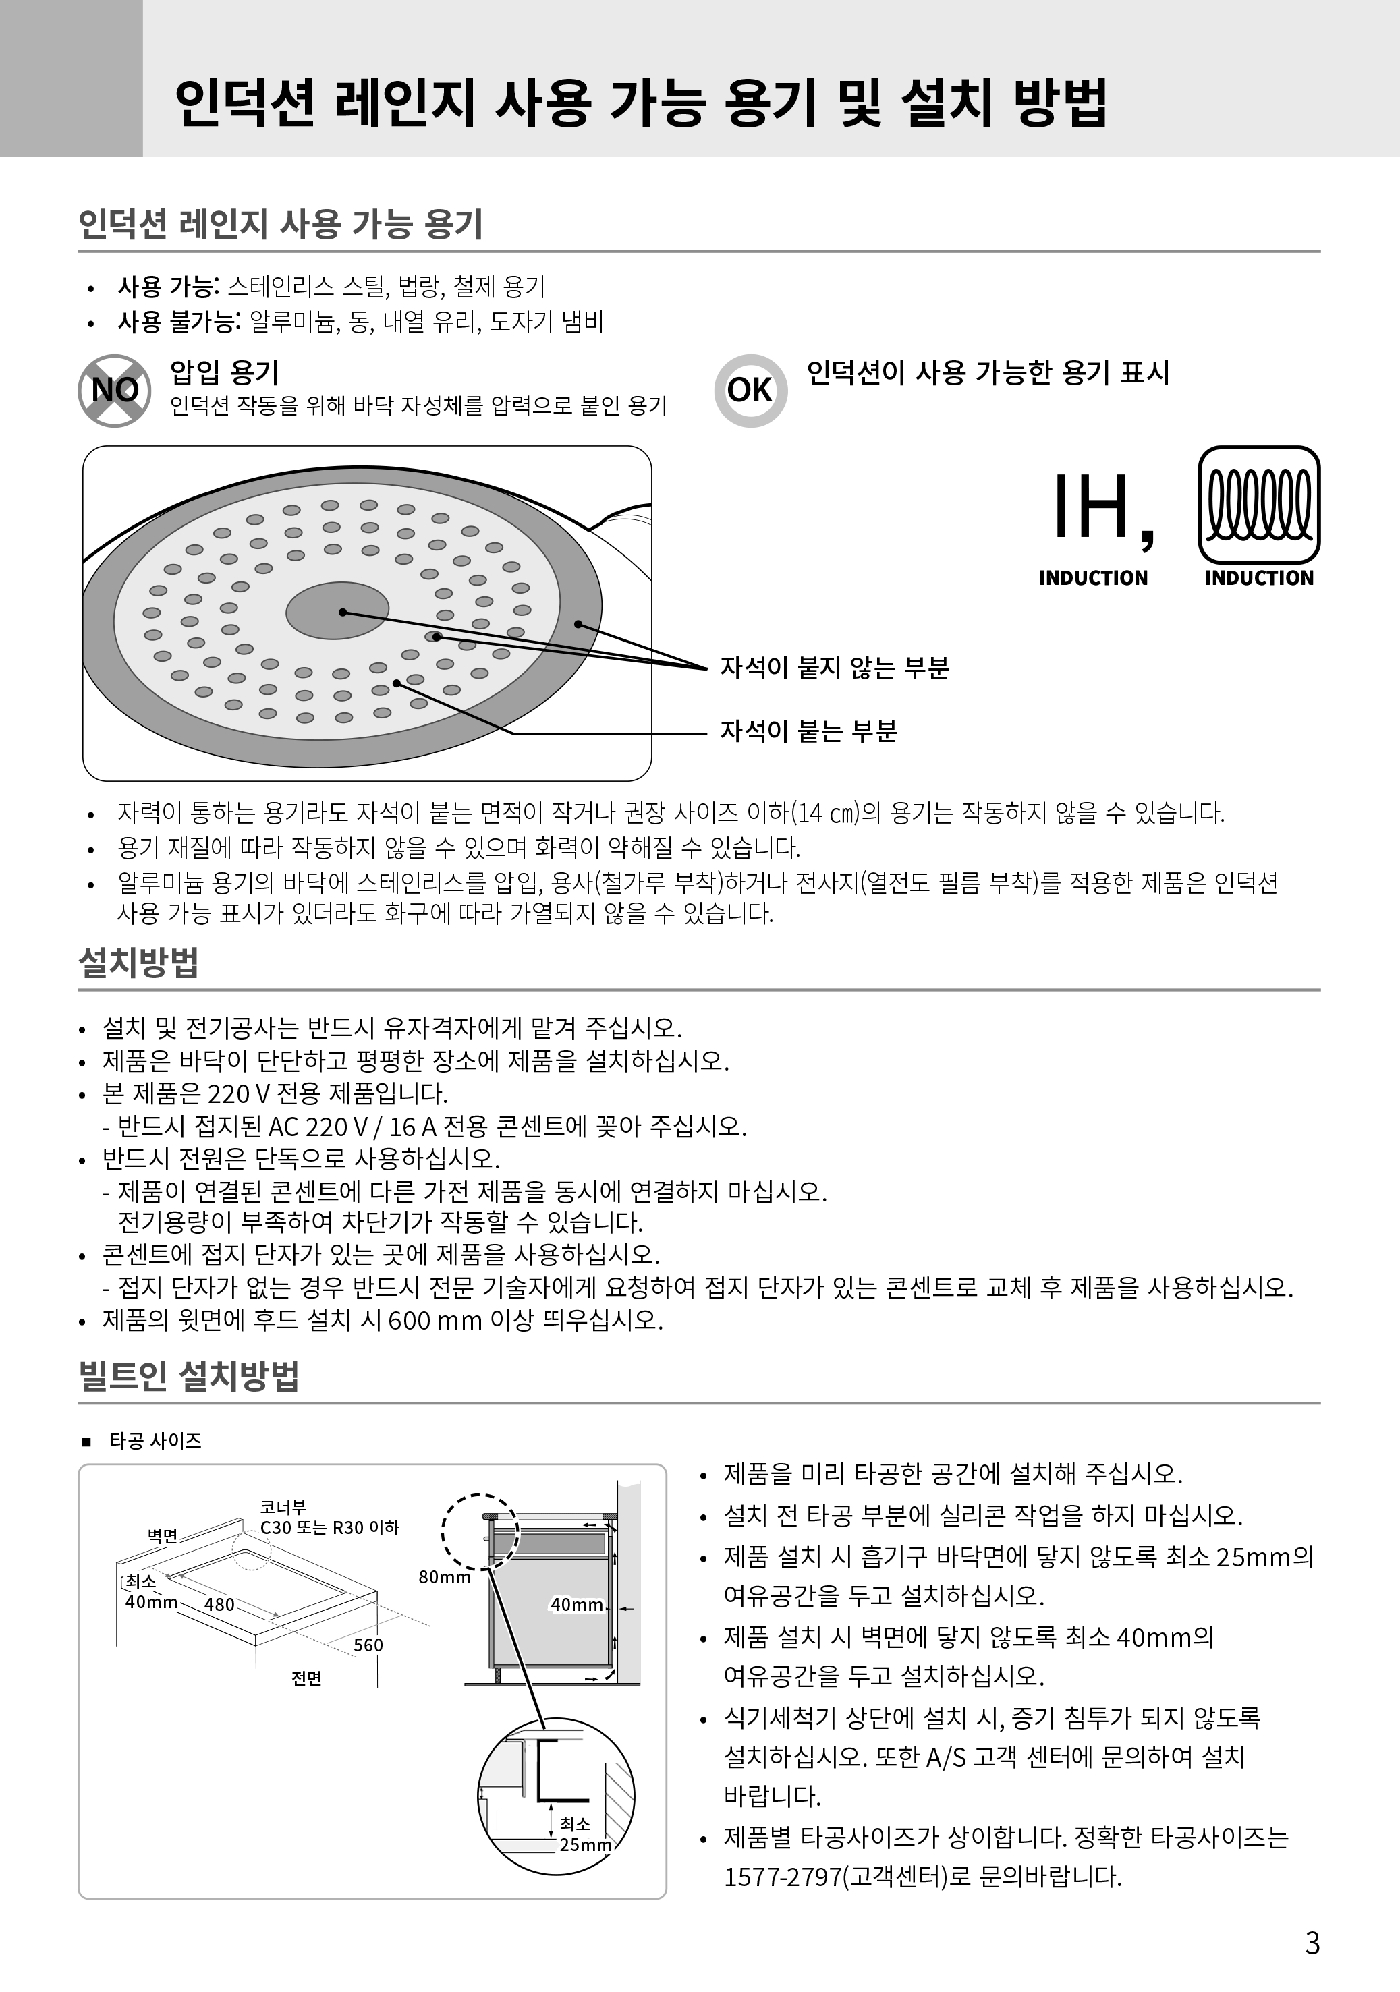 인덕션 레인지 사용 가능 용기 및 설치 방법
인덕션 레인지 사용 가능 용기
• 사용 가능: 스테인리스 스틸, 법랑, 철제 용기
• 사용 불가능: 알루미늄, 동, 내열 유리, 도자기 냄비
NO
압입 용기
인덕션 작동을 위해 바닥 자성체를 압력으로 붙인 용기
OK
인덕션이 사용 가능한 용기 표시
IH,
INDUCTION
INDUCTION
자석이 붙지 않는 부분
자석이 붙는 부분
• 자력이 통하는 용기라도 자석이 붙는 면적이 작거나 권장 사이즈 이하(14 ㎝)의 용기는 작동하지 않을 수 있습니다.
• 용기 재질에 따라 작동하지 않을 수 있으며 화력이 약해질 수 있습니다.
• 알루미늄 용기의 바닥에 스테인리스를 압입, 용사(철가루 부착)하거나 전사지(열전도 필름 부착)를 적용한 제품은 인덕션
사용 가능 표시가 있더라도 화구에 따라 가열되지 않을 수 있습니다.
설치방법
• 설치 및 전기공사는 반드시 유자격자에게 맡겨 주십시오.
• 제품은 바닥이 단단하고 평평한 장소에 제품을 설치하십시오.
• 본 제품은 220 V 전용 제품입니다.
- 반드시 접지된 AC 220 V / 16 A 전용 콘센트에 꽂아 주십시오.
• 반드시 전원은 단독으로 사용하십시오.
- 제품이 연결된 콘센트에 다른 가전 제품을 동시에 연결하지 마십시오.
전기용량이 부족하여 차단기가 작동할 수 있습니다.
• 콘센트에 접지 단자가 있는 곳에 제품을 사용하십시오.
- 접지 단자가 없는 경우 반드시 전문 기술자에게 요청하여 접지 단자가 있는 콘센트로 교체 후 제품을 사용하십시오.
• 제품의 윗면에 후드 설치 시 600 mm 이상 띄우십시오.
빌트인 설치방법
■ 타공 사이즈
코너부
C30 또는 R30 이하
벽면
최소
40mm
480
560
전면
80mm
40mm
최소
25mm
• 제품을 미리 타공한 공간에 설치해 주십시오.
• 설치 전 타공 부분에 실리콘 작업을 하지 마십시오.
• 제품 설치 시 흡기구 바닥면에 닿지 않도록 최소 25mm의
여유공간을 두고 설치하십시오.
• 제품 설치 시 벽면에 닿지 않도록 최소 40mm의
여유공간을 두고 설치하십시오.
• 식기세척기 상단에 설치 시, 증기 침투가 되지 않도록
설치하십시오. 또한 A/S 고객 센터에 문의하여 설치
바랍니다.
• 제품별 타공사이즈가 상이합니다. 정확한 타공사이즈는
1577-2797(고객센터)로 문의바랍니다.
3